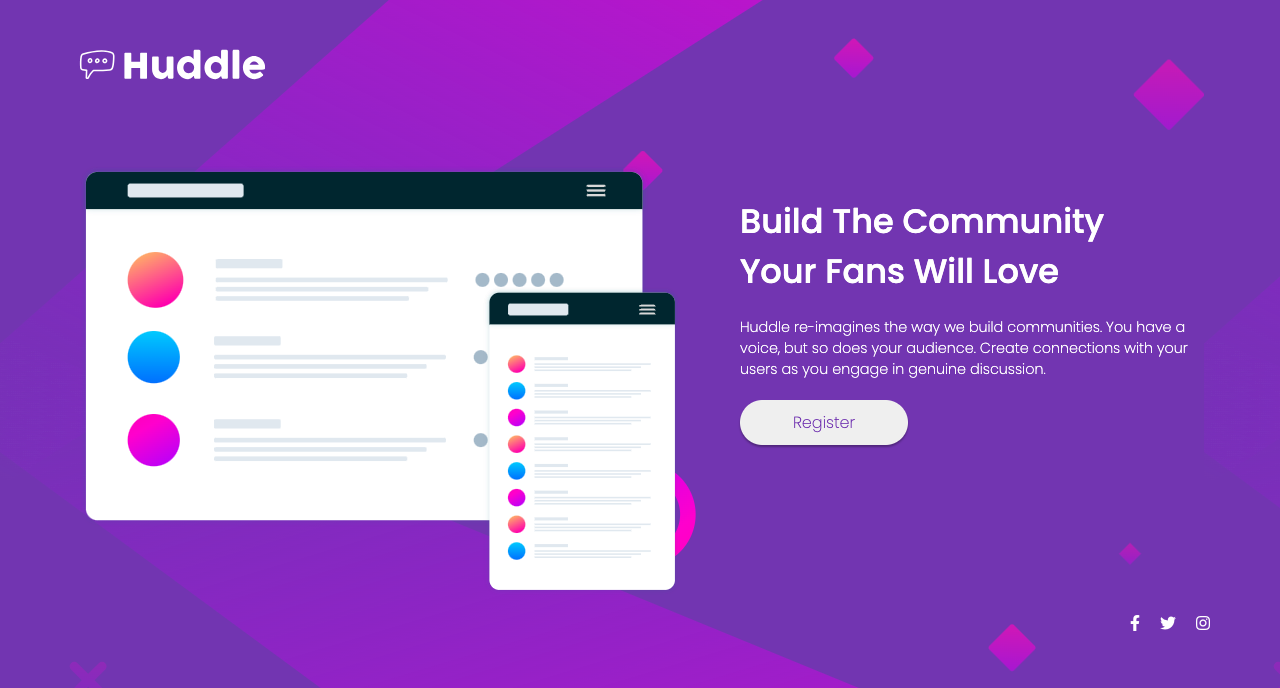 Huddle
Build The Community
Your Fans Will Love
Huddle re-imagines the way we build communities. You have a
voice, but so does your audience. Create connections with your
users as you engage in genuine discussion.
Register